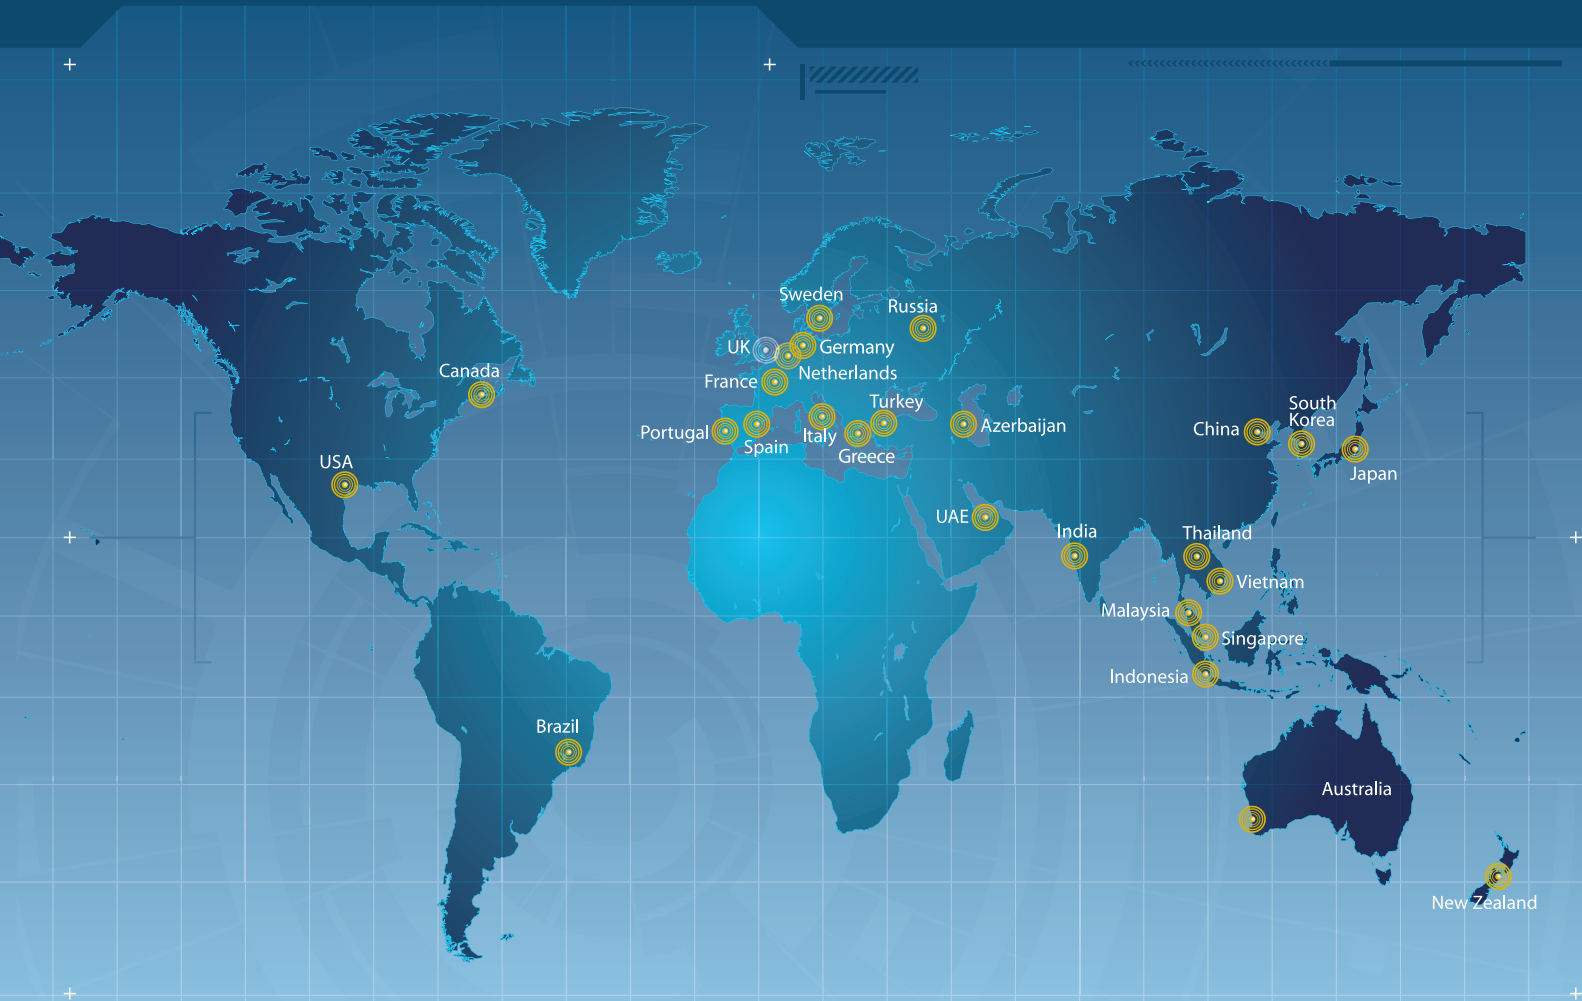 Sweden
Russia
UK
Germany
Canada
Netherlands
France
Turkey
South
Korea
Portugal
Spain
Italy
Azerbaijan
China
Greece
USA
Japan
UAE
India
Thailand
Vietnam
Malaysia
Singapore
Indonesia
Brazil
Australia
New Zealand